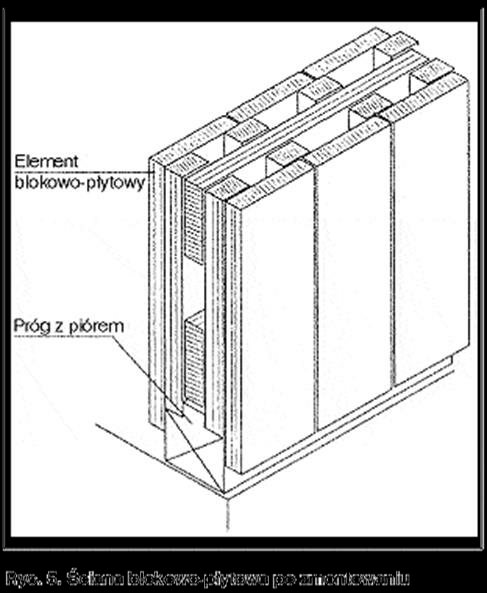 Element
blokowo-płytowy
Próg z piórem
Ryc. 5. Ściana blokowo-płytowa po zmontowaniu